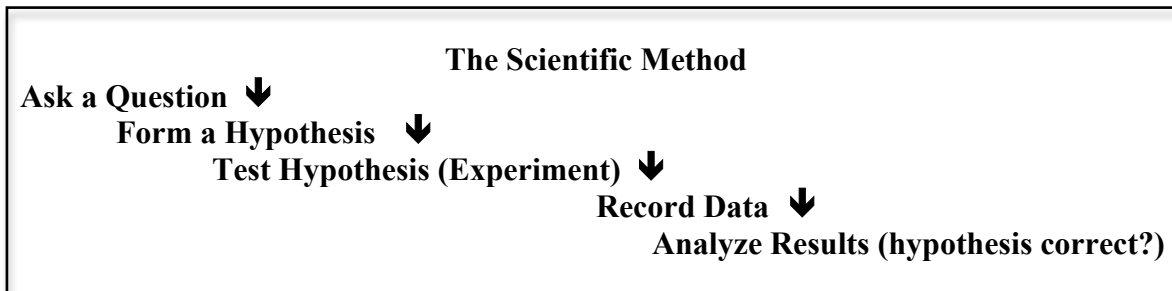 The Scientific Method
Ask a Question 🡻
Form a Hypothesis 🡻
Test Hypothesis (Experiment) 🡻
Record Data 🡻
Analyze Results (hypothesis correct?)